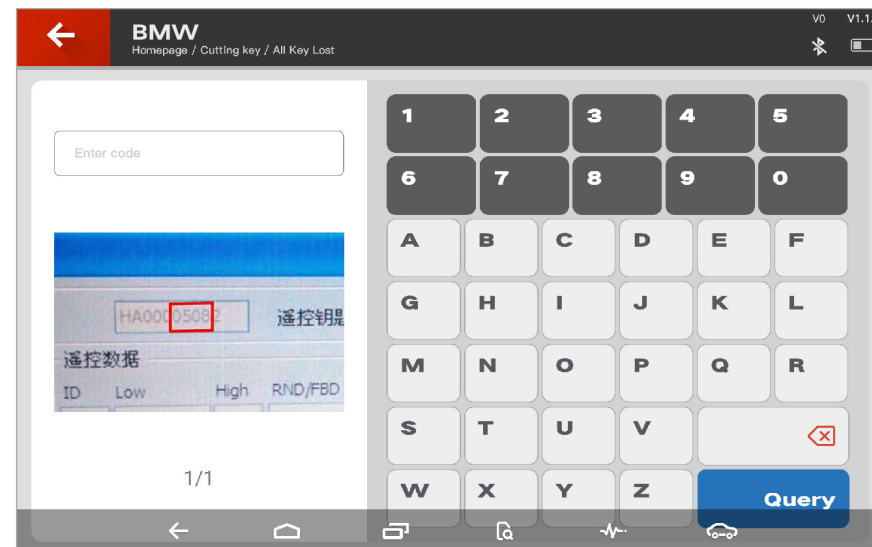 BMW
Homepage / Cutting key / All Key Lost
V0 V1.1.
Enter code
HA00005082 遥控钥匙
遥控数据
ID Low High RND/FBD
1/1
1 2 3 4 5
6 7 8 9 0
A B C D E F
G H I J K L
M N O P Q R
S T U V
W X Y Z Query